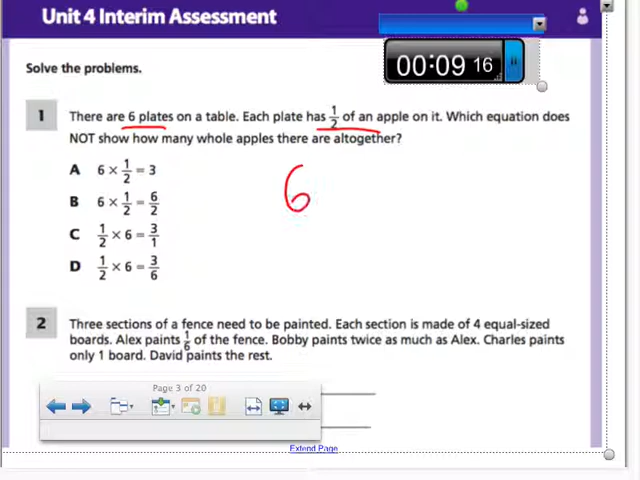 Unit 4 Interim Assessment
00:09 16
Solve the problems.
1 There are 6 plates on a table. Each plate has 1/2 of an apple on it. Which equation does
NOT show how many whole apples there are altogether?
A 6 × 1/2 = 3
6
B 6 × 1/2 = 6/2
C 1/2 × 6 = 3/1
D 1/2 × 6 = 3/6
2 Three sections of a fence need to be painted. Each section is made of 4 equal-sized
boards. Alex paints 1/6 of the fence. Bobby paints twice as much as Alex. Charles paints
only 1 board. David paints the rest.
Page 3 of 20
Extend Page